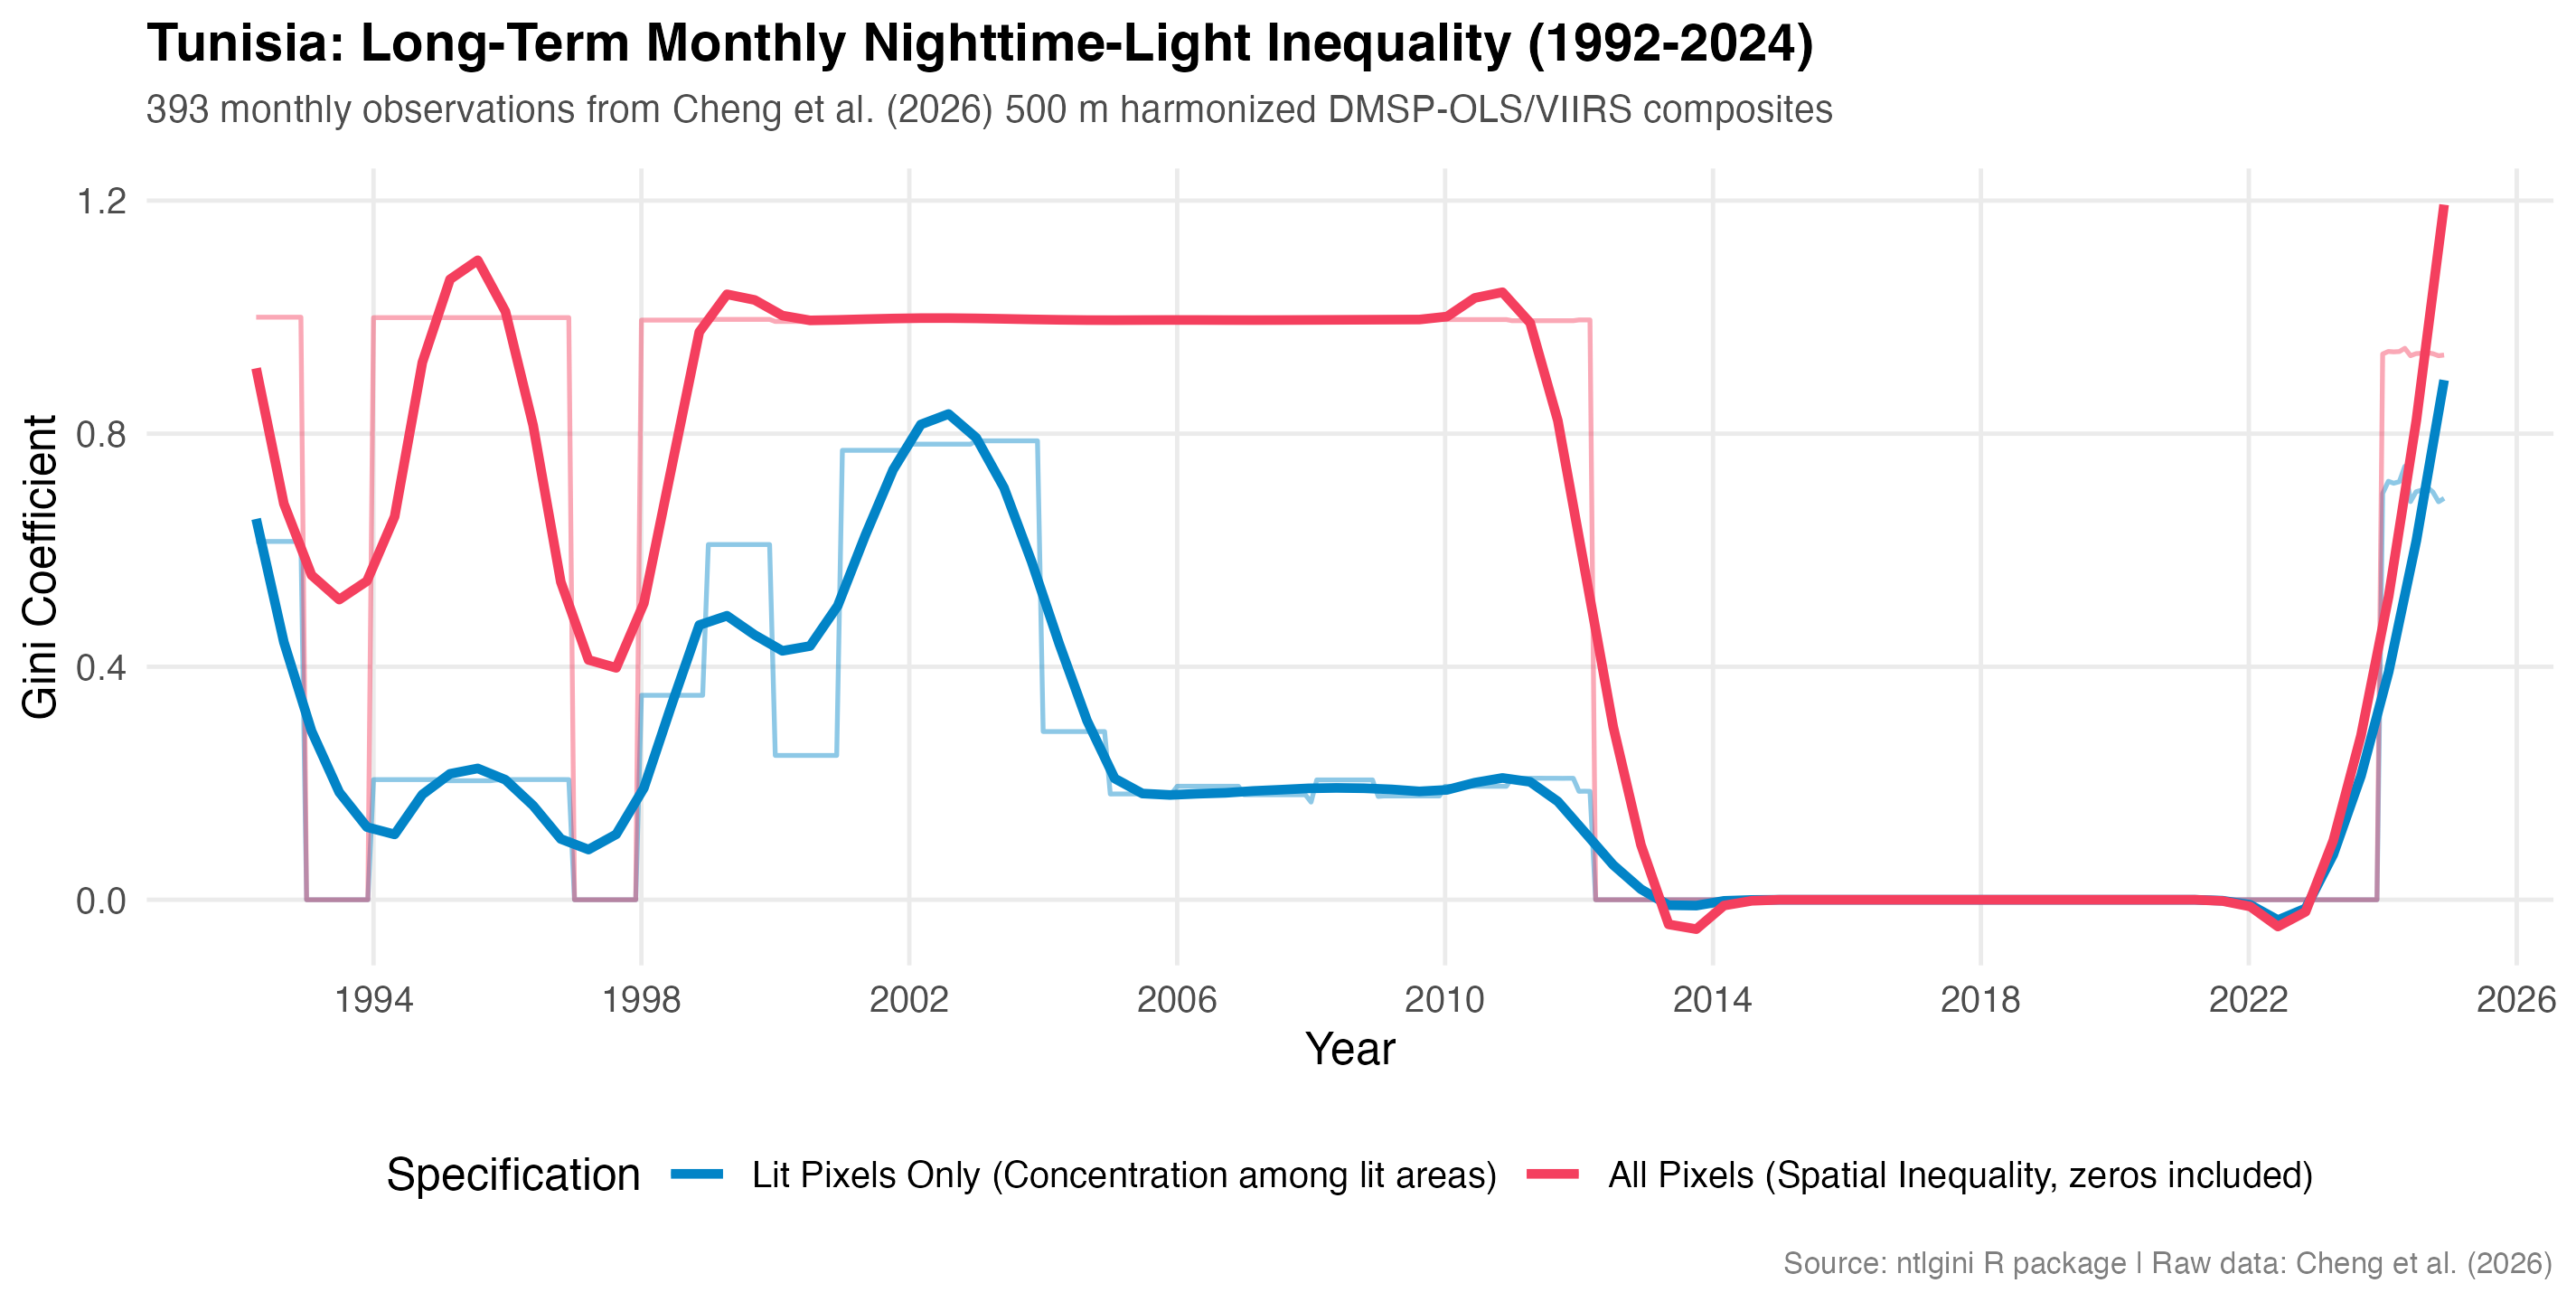 Tunisia: Long-Term Monthly Nighttime-Light Inequality (1992-2024)
393 monthly observations from Cheng et al. (2026) 500 m harmonized DMSP-OLS/VIIRS composites
Gini Coefficient
1.2
0.8
0.4
0.0
1994 1998 2002 2006 2010 2014 2018 2022 2026
Year
Specification Lit Pixels Only (Concentration among lit areas) All Pixels (Spatial Inequality, zeros included)
Source: ntlgini R package | Raw data: Cheng et al. (2026)